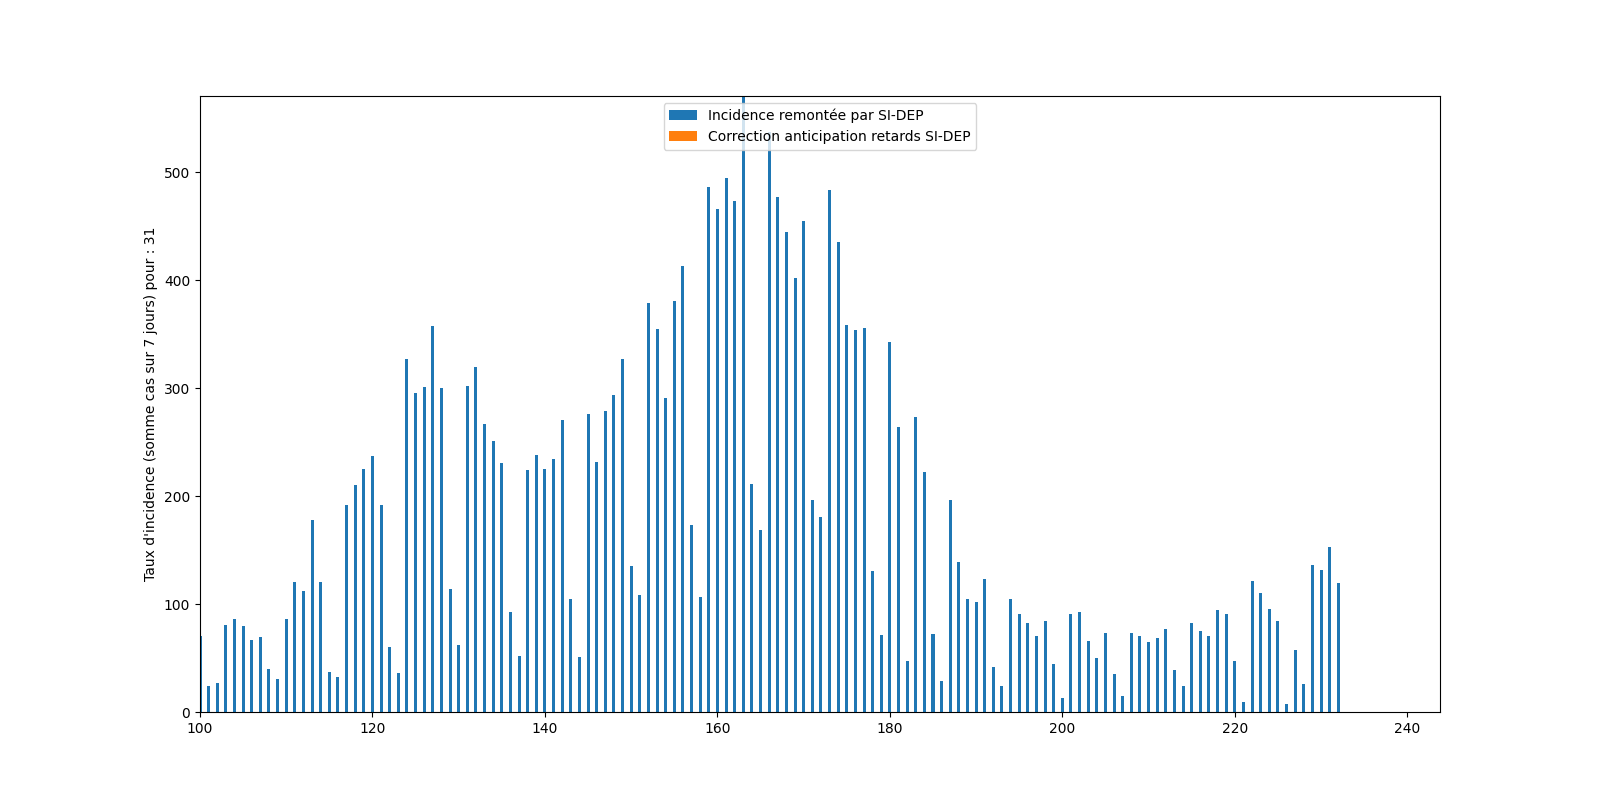 Incidence remontée par SI-DEP
Correction anticipation retards SI-DEP
Taux d'incidence (somme cas sur 7 jours) pour : 31
500
400
300
200
100
0
100 120 140 160 180 200 220 240